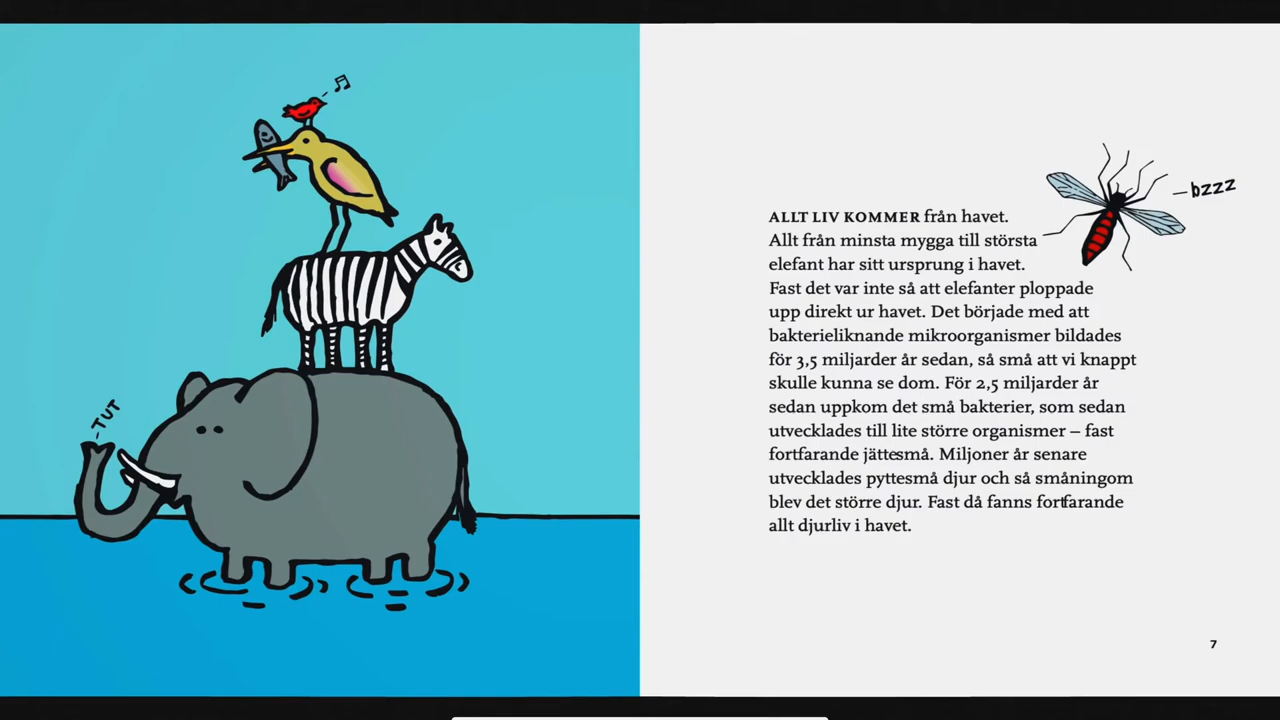 TUT
bzzz
ALLT LIV KOMMER från havet.
Allt från minsta mygga till största
elefant har sitt ursprung i havet.
Fast det var inte så att elefanter ploppade
upp direkt ur havet. Det började med att
bakterieliknande mikroorganismer bildades
för 3,5 miljarder år sedan, så små att vi knappt
skulle kunna se dom. För 2,5 miljarder år
sedan uppkom det små bakterier, som sedan
utvecklades till lite större organismer – fast
fortfarande jättesmå. Miljoner år senare
utvecklades pyttesmå djur och så småningom
blev det större djur. Fast då fanns fortfarande
allt djurliv i havet.
7